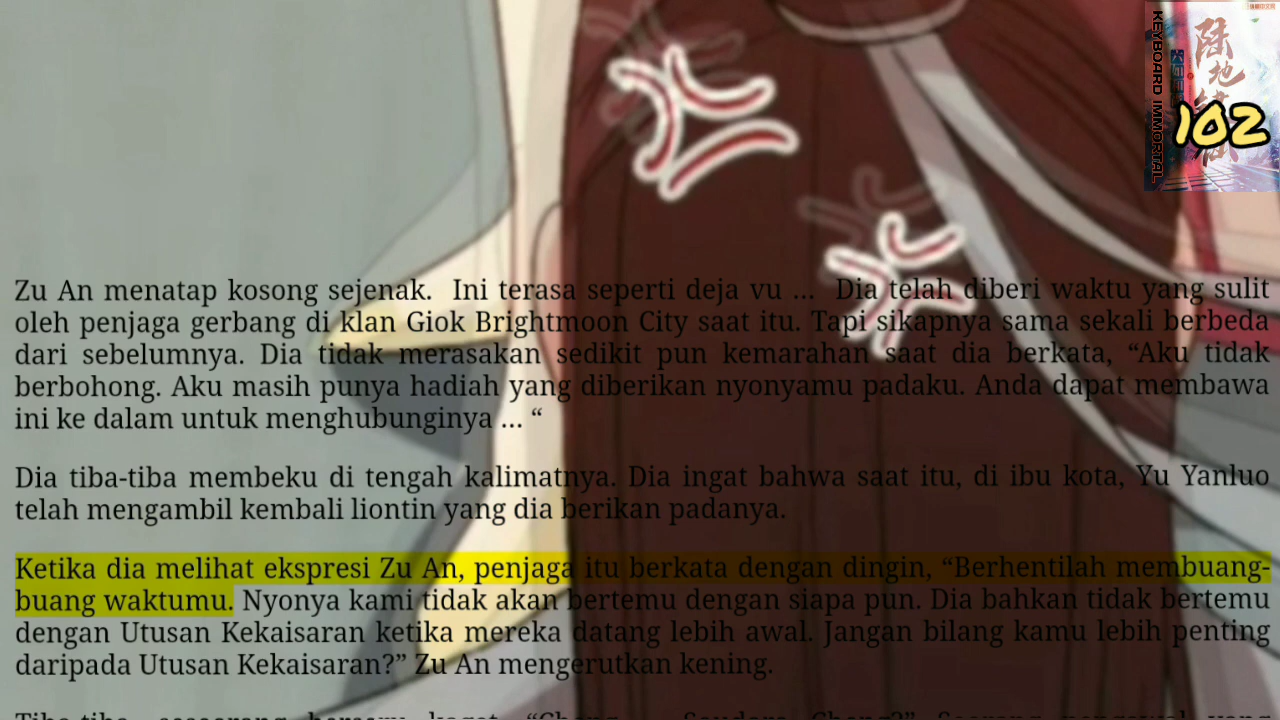 KEYBOARD IMMORTAL
102
Zu An menatap kosong sejenak.  Ini terasa seperti deja vu ...  Dia telah diberi waktu yang sulit
oleh penjaga gerbang di klan Giok Brightmoon City saat itu. Tapi sikapnya sama sekali berbeda
dari sebelumnya. Dia tidak merasakan sedikit pun kemarahan saat dia berkata, “Aku tidak
berbohong. Aku masih punya hadiah yang diberikan nyonyamu padaku. Anda dapat membawa
ini ke dalam untuk menghubunginya ... “
Dia tiba-tiba membeku di tengah kalimatnya. Dia ingat bahwa saat itu, di ibu kota, Yu Yanluo
telah mengambil kembali liontin yang dia berikan padanya.
Ketika dia melihat ekspresi Zu An, penjaga itu berkata dengan dingin, “Berhentilah membuang-
buang waktumu. Nyonya kami tidak akan bertemu dengan siapa pun. Dia bahkan tidak bertemu
dengan Utusan Kekaisaran ketika mereka datang lebih awal. Jangan bilang kamu lebih penting
daripada Utusan Kekaisaran?” Zu An mengerutkan kening.